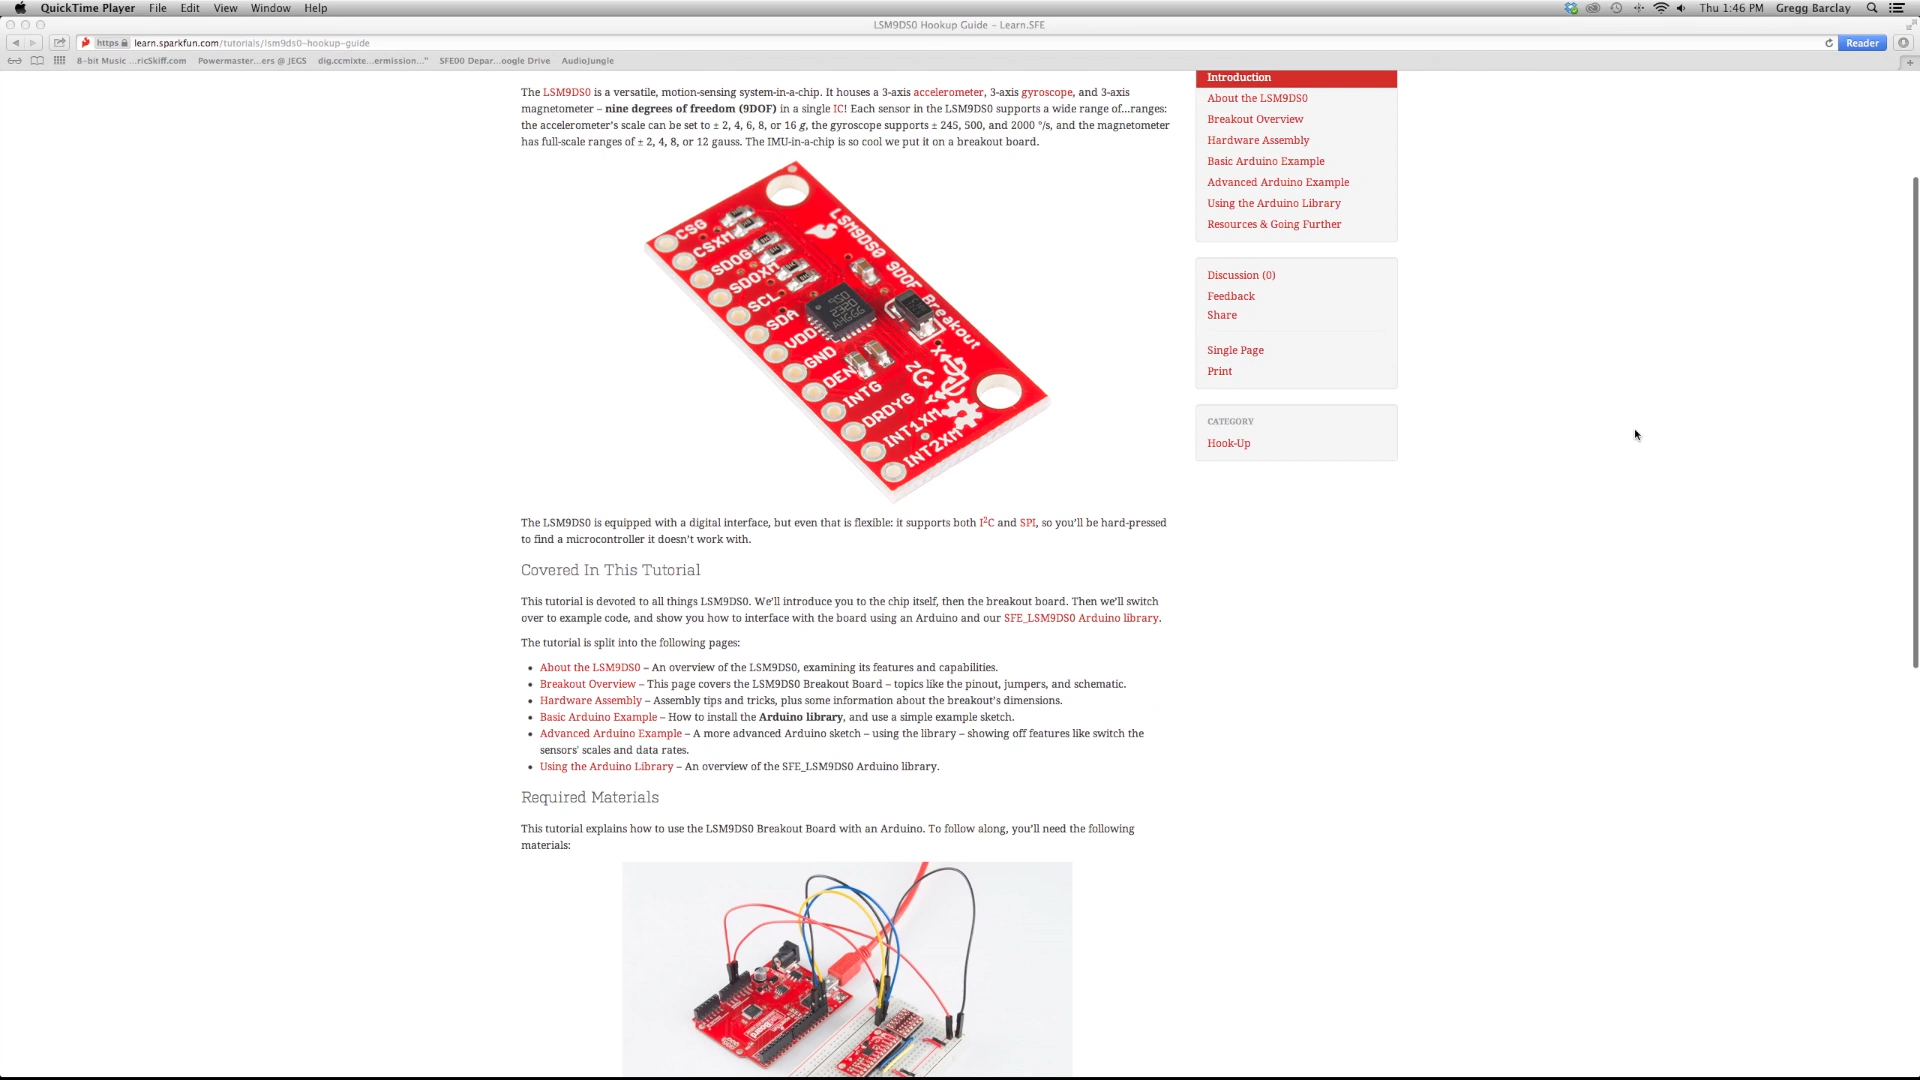 QuickTime Player File Edit View Window Help Thu 1:46 PM Gregg Barclay
LSM9DS0 Hookup Guide – Learn.SFE
https learn.sparkfun.com/tutorials/lsm9ds0-hookup-guide Reader
8-bit Music ...ricSkiff.com Powermaster...ers @ JEGS dig.ccmixte...ermission..." SFE00 Depar...oogle Drive AudioJungle
The LSM9DS0 is a versatile, motion-sensing system-in-a-chip. It houses a 3-axis accelerometer, 3-axis gyroscope, and 3-axis
magnetometer – nine degrees of freedom (9DOF) in a single IC! Each sensor in the LSM9DS0 supports a wide range of...ranges:
the accelerometer's scale can be set to ± 2, 4, 6, 8, or 16 g, the gyroscope supports ± 245, 500, and 2000 °/s, and the magnetometer
has full-scale ranges of ± 2, 4, 8, or 12 gauss. The IMU-in-a-chip is so cool we put it on a breakout board.
CSG
CSXM
SDOG
SDOXM
SCL
SDA
VDD
GND
DEN
INTG
DRDYG
INT1XM
INT2XM
LSM9DS0 9DOF Breakout
950
2320
AHGGG
X
Y
Z
The LSM9DS0 is equipped with a digital interface, but even that is flexible: it supports both I²C and SPI, so you'll be hard-pressed
to find a microcontroller it doesn't work with.
Covered In This Tutorial
This tutorial is devoted to all things LSM9DS0. We'll introduce you to the chip itself, then the breakout board. Then we'll switch
over to example code, and show you how to interface with the board using an Arduino and our SFE_LSM9DS0 Arduino library.
The tutorial is split into the following pages:
• About the LSM9DS0 – An overview of the LSM9DS0, examining its features and capabilities.
• Breakout Overview – This page covers the LSM9DS0 Breakout Board – topics like the pinout, jumpers, and schematic.
• Hardware Assembly – Assembly tips and tricks, plus some information about the breakout's dimensions.
• Basic Arduino Example – How to install the Arduino library, and use a simple example sketch.
• Advanced Arduino Example – A more advanced Arduino sketch – using the library – showing off features like switch the
sensors' scales and data rates.
• Using the Arduino Library – An overview of the SFE_LSM9DS0 Arduino library.
Required Materials
This tutorial explains how to use the LSM9DS0 Breakout Board with an Arduino. To follow along, you'll need the following
materials:
Introduction
About the LSM9DS0
Breakout Overview
Hardware Assembly
Basic Arduino Example
Advanced Arduino Example
Using the Arduino Library
Resources & Going Further
Discussion (0)
Feedback
Share
Single Page
Print
CATEGORY
Hook-Up